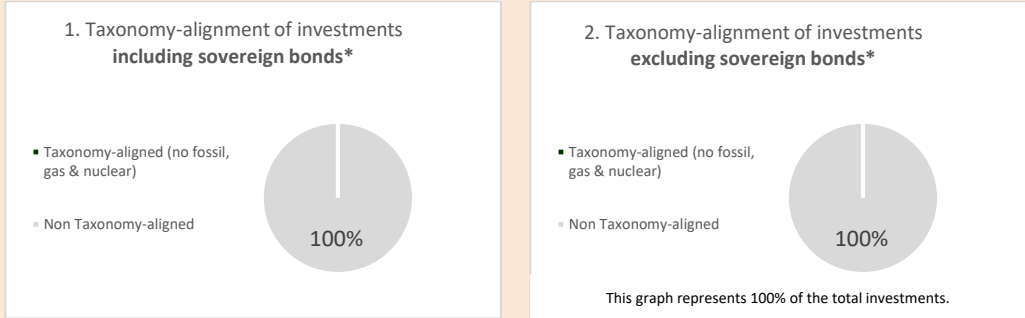 1. Taxonomy-alignment of investments
including sovereign bonds*
Taxonomy-aligned (no fossil,
gas & nuclear)
Non Taxonomy-aligned
100%
2. Taxonomy-alignment of investments
excluding sovereign bonds*
Taxonomy-aligned (no fossil,
gas & nuclear)
Non Taxonomy-aligned
100%
This graph represents 100% of the total investments.